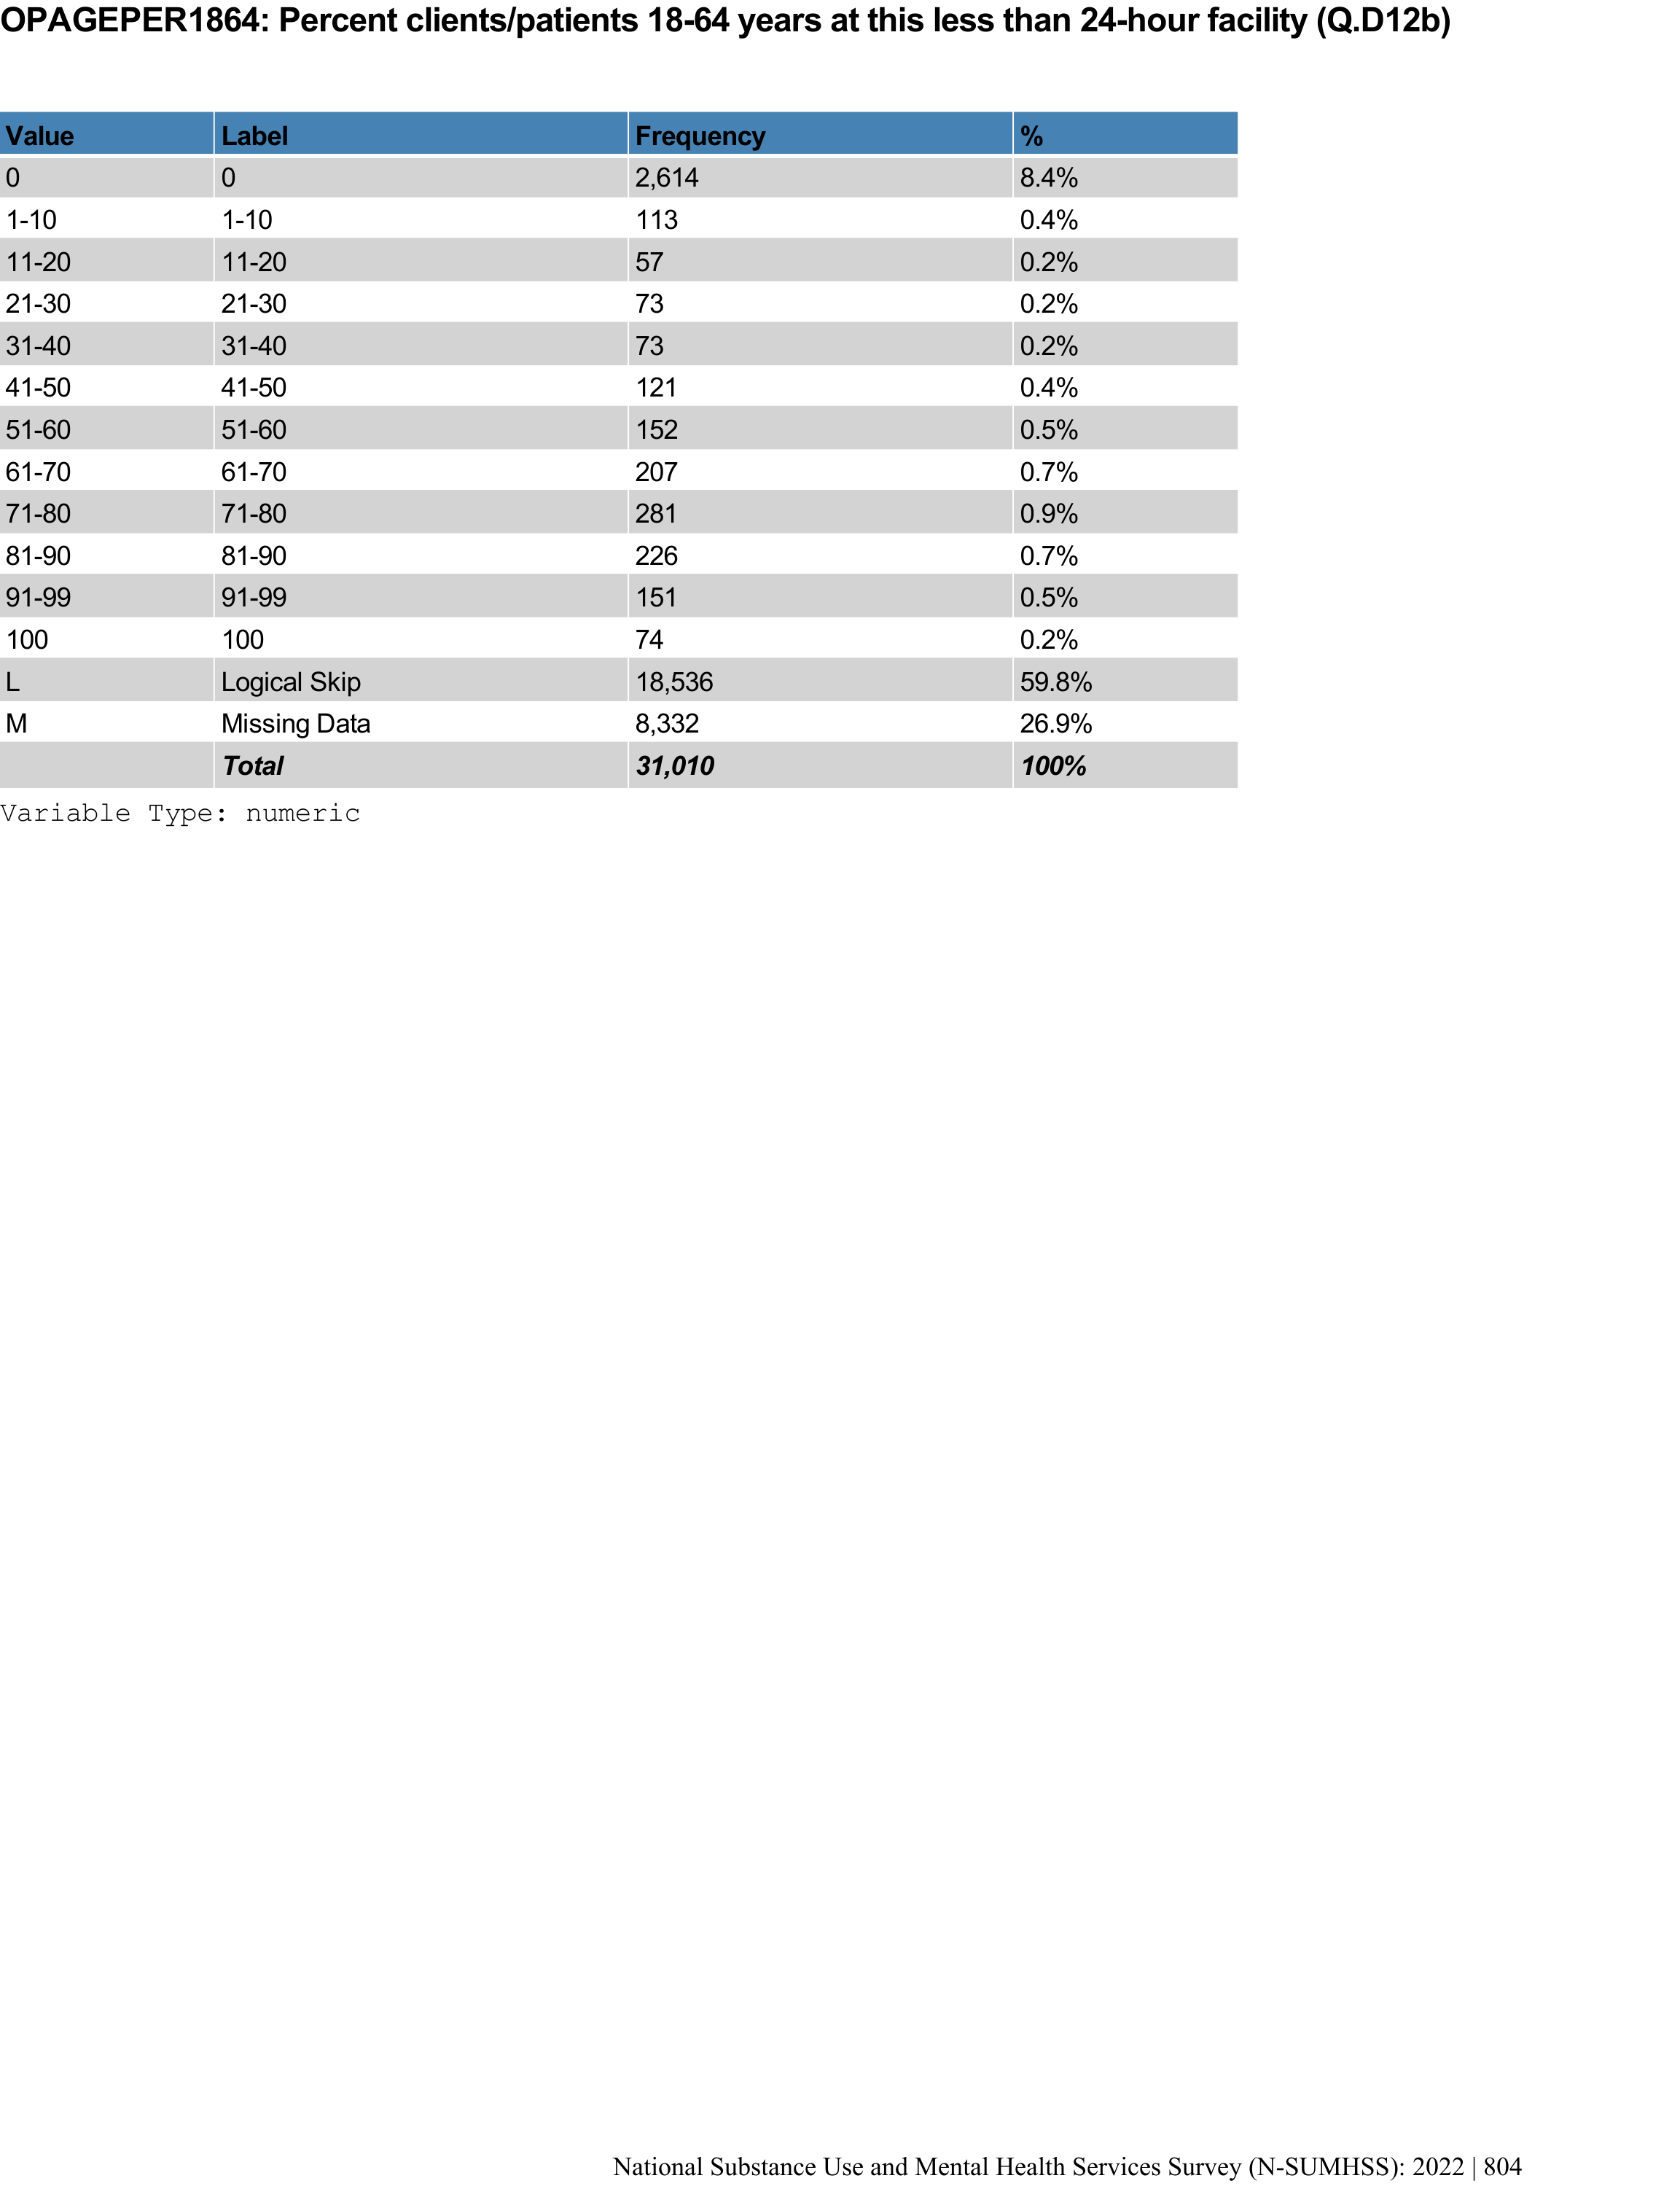 OPAGEPER1864: Percent clients/patients 18-64 years at this less than 24-hour facility (Q.D12b)
Value Label Frequency %
0 0 2,614 8.4%
1-10 1-10 113 0.4%
11-20 11-20 57 0.2%
21-30 21-30 73 0.2%
31-40 31-40 73 0.2%
41-50 41-50 121 0.4%
51-60 51-60 152 0.5%
61-70 61-70 207 0.7%
71-80 71-80 281 0.9%
81-90 81-90 226 0.7%
91-99 91-99 151 0.5%
100 100 74 0.2%
L Logical Skip 18,536 59.8%
M Missing Data 8,332 26.9%
Total 31,010 100%
Variable Type: numeric
National Substance Use and Mental Health Services Survey (N-SUMHSS): 2022 | 804